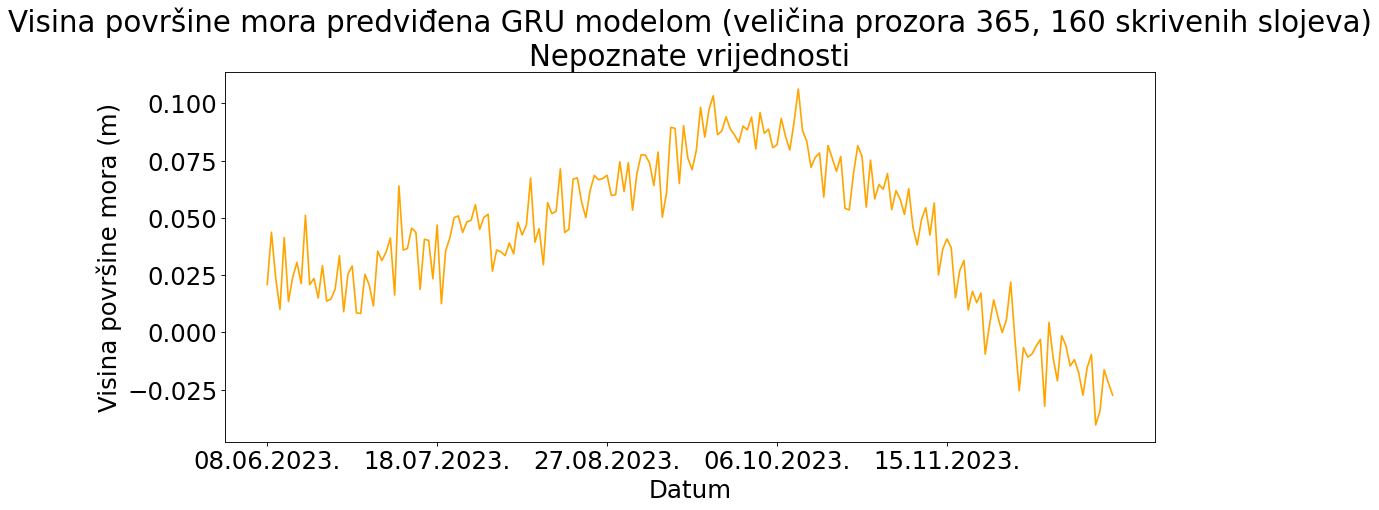 Visina površine mora predviđena GRU modelom (veličina prozora 365, 160 skrivenih slojeva)
Nepoznate vrijednosti
Visina površine mora (m)
0.100
0.075
0.050
0.025
0.000
−0.025
08.06.2023. 18.07.2023. 27.08.2023. 06.10.2023. 15.11.2023.
Datum